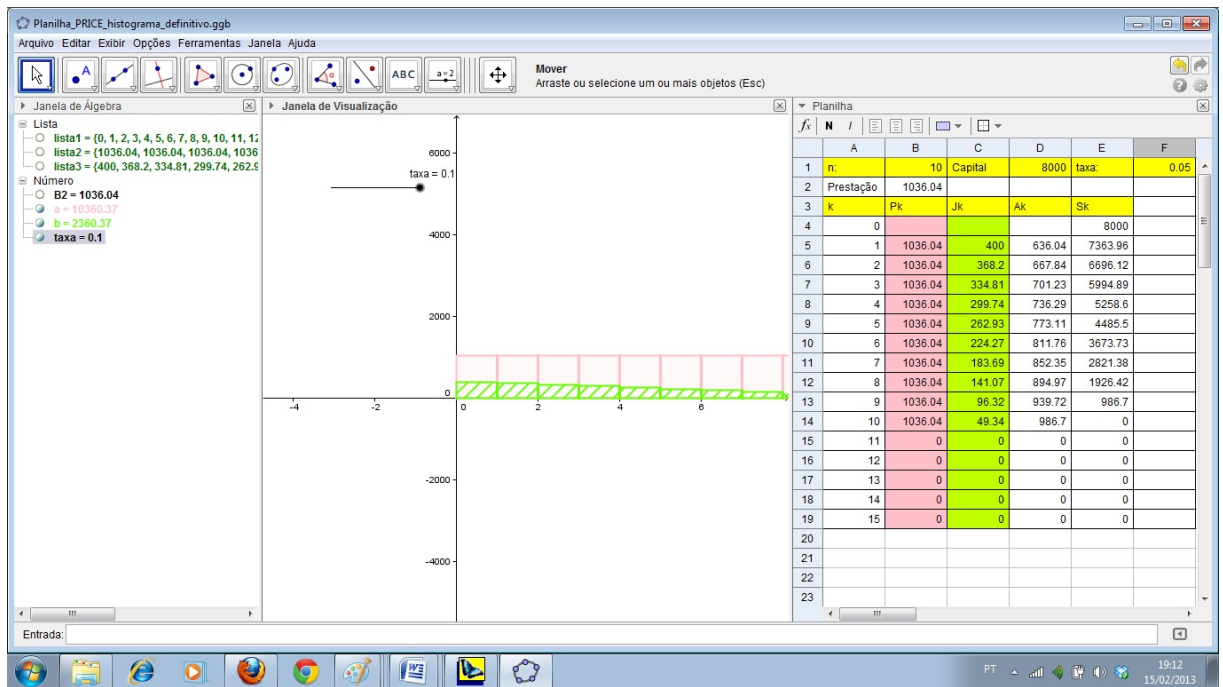 Planilha_PRICE_histograma_definitivo.ggb
Arquivo Editar Exibir Opções Ferramentas Janela Ajuda
A
α
ABC
a=2
Mover
Arraste ou selecione um ou mais objetos (Esc)
Janela de Álgebra
Lista
lista1 = {0, 1, 2, 3, 4, 5, 6, 7, 8, 9, 10, 11, 12
lista2 = {1036.04, 1036.04, 1036.04, 1036
lista3 = {400, 368.2, 334.81, 299.74, 262.9
Número
B2 = 1036.04
a = 10360.37
b = 2360.37
taxa = 0.1
Janela de Visualização
6000
taxa = 0.1
4000
2000
0
-4 -2 0 2 4 6
-2000
-4000
Planilha
fx N I
A B C D E F
1 n: 10 Capital 8000 taxa: 0.05
2 Prestação 1036.04
3 k Pk Jk Ak Sk
4 0 8000
5 1 1036.04 400 636.04 7363.96
6 2 1036.04 368.2 667.84 6696.12
7 3 1036.04 334.81 701.23 5994.89
8 4 1036.04 299.74 736.29 5258.6
9 5 1036.04 262.93 773.11 4485.5
10 6 1036.04 224.27 811.76 3673.73
11 7 1036.04 183.69 852.35 2821.38
12 8 1036.04 141.07 894.97 1926.42
13 9 1036.04 96.32 939.72 986.7
14 10 1036.04 49.34 986.7 0
15 11 0 0 0 0
16 12 0 0 0 0
17 13 0 0 0 0
18 14 0 0 0 0
19 15 0 0 0 0
20
21
22
23
Entrada:
PT
19:12
15/02/2013